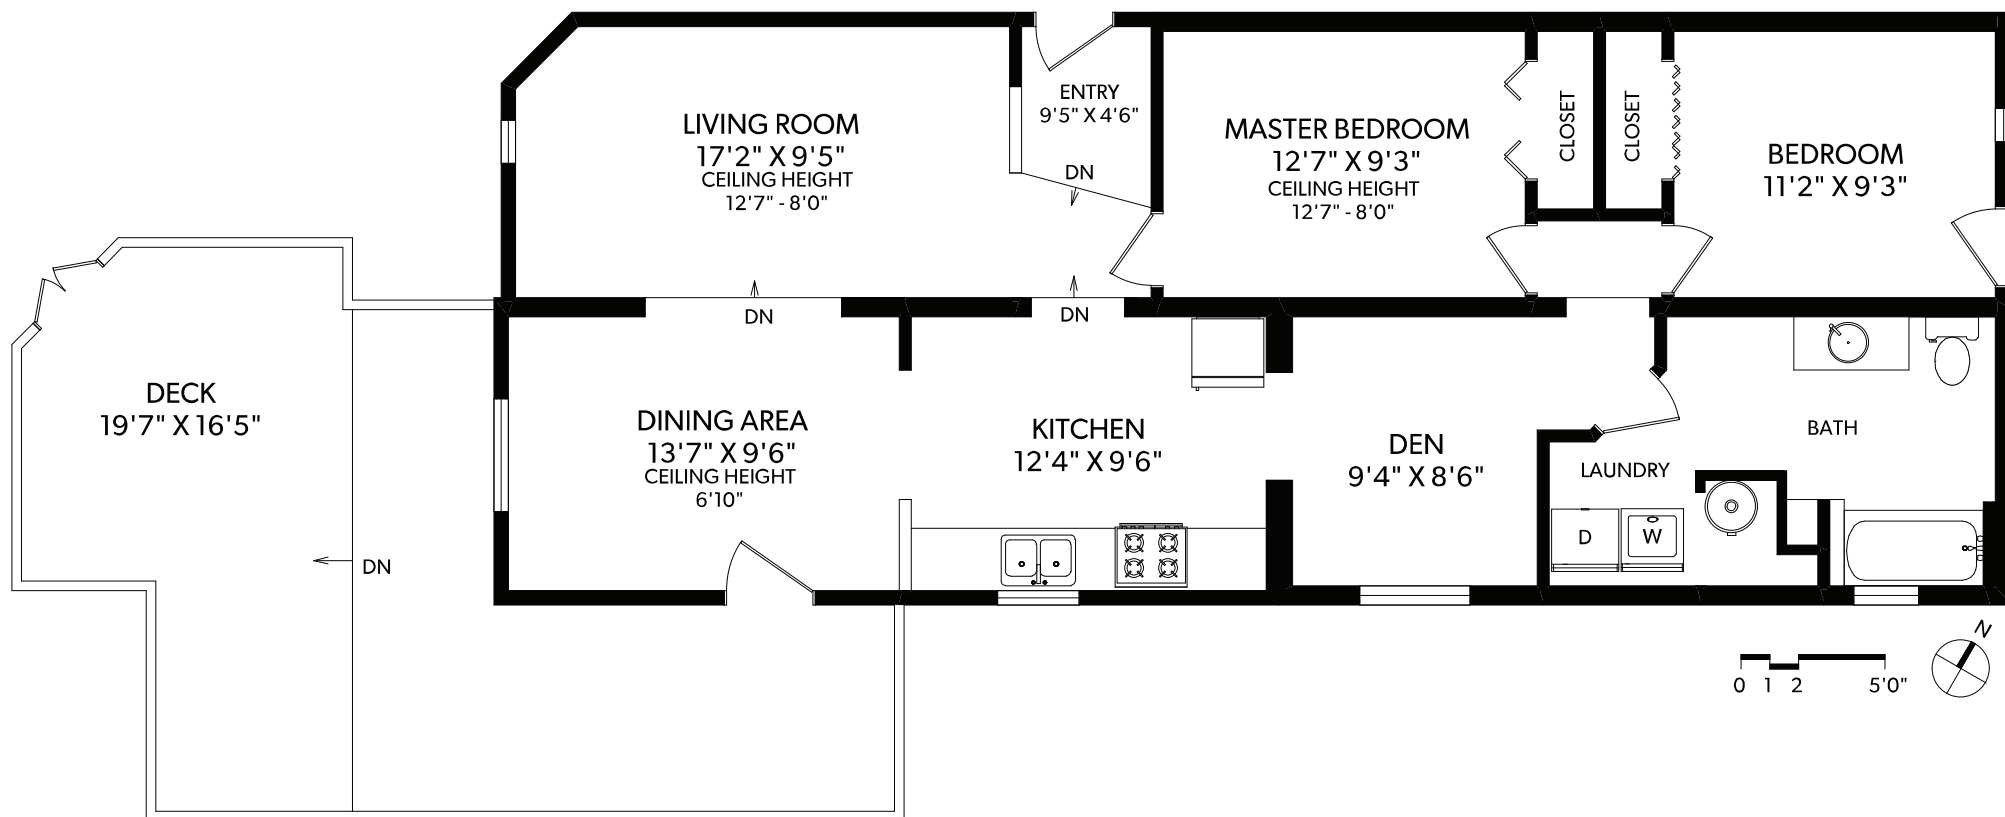 ENTRY
9'5" X 4'6"
DN
LIVING ROOM
17'2" X 9'5"
CEILING HEIGHT
12'7" - 8'0"
MASTER BEDROOM
12'7" X 9'3"
CEILING HEIGHT
12'7" - 8'0"
CLOSET
CLOSET
BEDROOM
11'2" X 9'3"
DN
DN
DECK
19'7" X 16'5"
DN
DINING AREA
13'7" X 9'6"
CEILING HEIGHT
6'10"
KITCHEN
12'4" X 9'6"
DEN
9'4" X 8'6"
BATH
LAUNDRY
D
W
N
0 1 2 5'0"